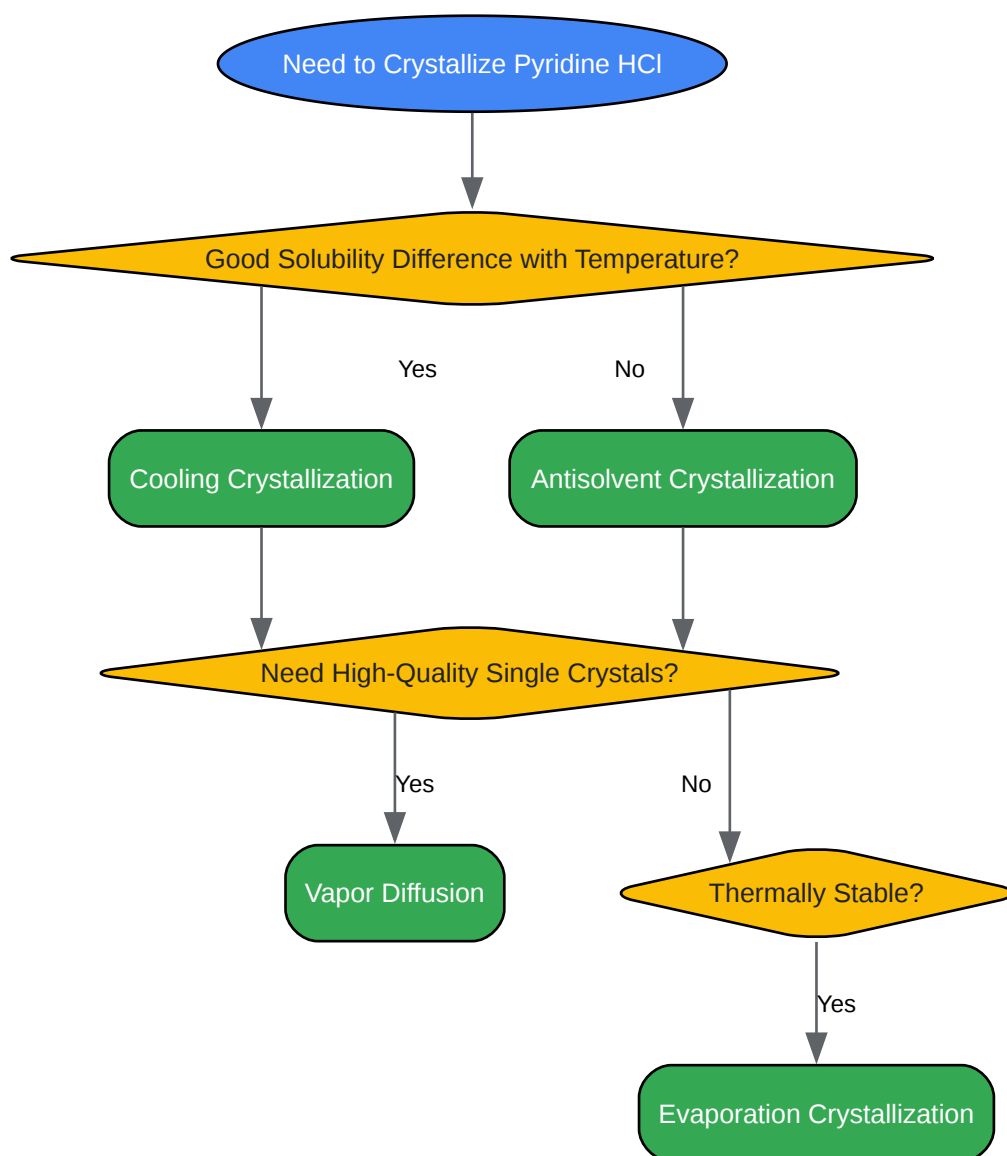 Need to Crystallize Pyridine HCl
Good Solubility Difference with Temperature?
Yes
No
Cooling Crystallization
Antisolvent Crystallization
Need High-Quality Single Crystals?
Yes
No
Vapor Diffusion
Thermally Stable?
Yes
Evaporation Crystallization